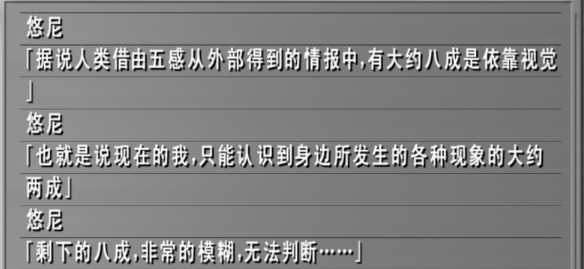 悠尼
「据说人类借由五感从外部得到的情报中,有大约八成是依靠视觉
」
悠尼
「也就是说现在的我,只能认识到身边所发生的各种现象的大约
两成」
悠尼
「剩下的八成,非常的模糊,无法判断……」